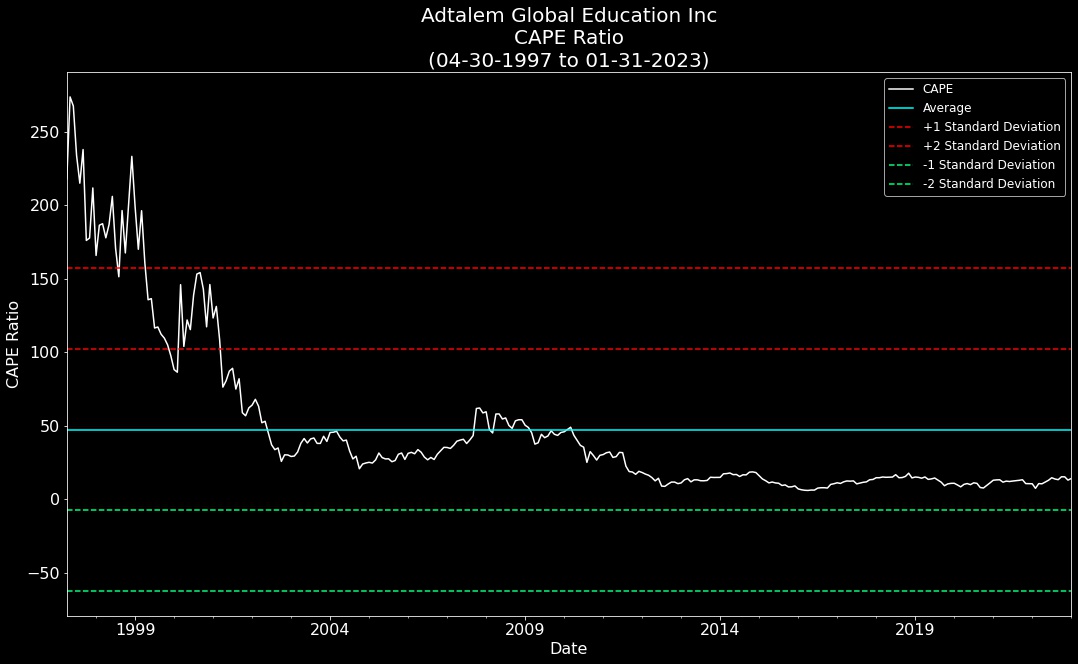 Adtalem Global Education Inc
CAPE Ratio
(04-30-1997 to 01-31-2023)
CAPE
Average
+1 Standard Deviation
+2 Standard Deviation
-1 Standard Deviation
-2 Standard Deviation
CAPE Ratio
250
200
150
100
50
0
−50
1999
2004
2009
2014
2019
Date